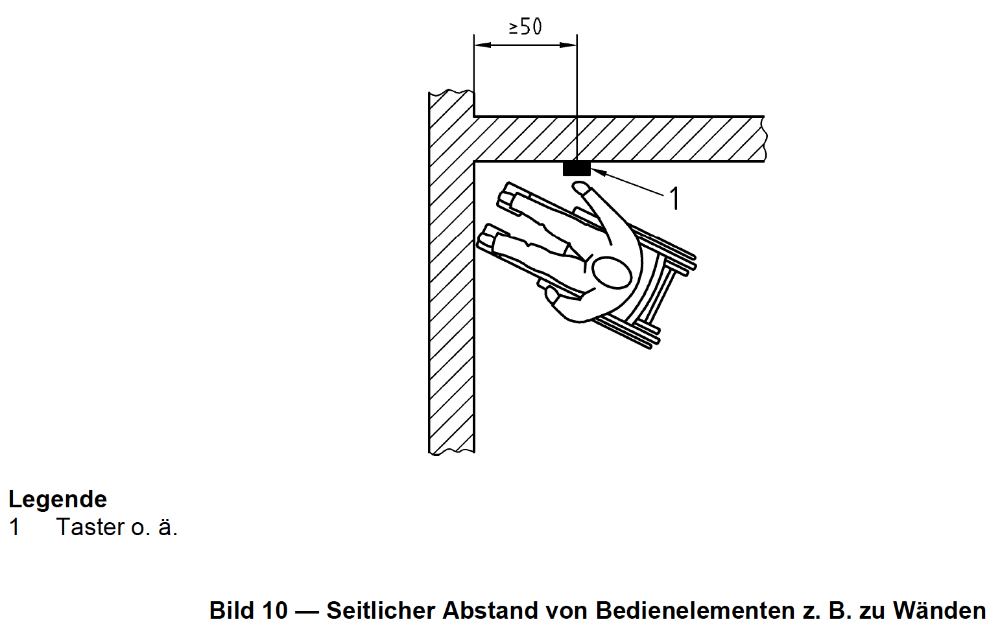 ≥50
1
Legende
1 Taster o. ä.
Bild 10 — Seitlicher Abstand von Bedienelementen z. B. zu Wänden